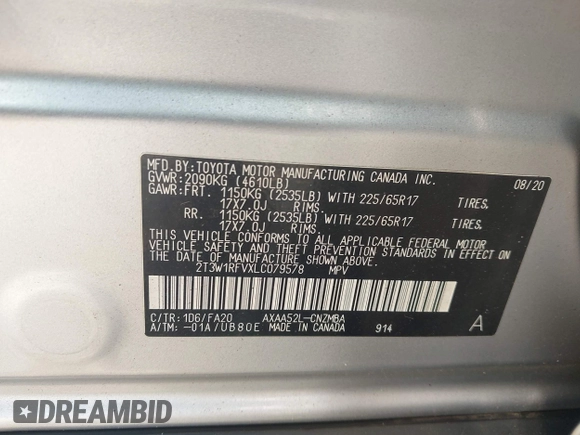 MFD.BY:TOYOTA MOTOR MANUFACTURING CANADA INC. 08/20
GVWR:2090KG (4610LB)
GAWR:FRT. 1150KG (2535LB) WITH 225/65R17 TIRES.
17X7.0J RIMS.
RR. 1150KG (2535LB) WITH 225/65R17 TIRES.
17X7.0J RIMS.
THIS VEHICLE CONFORMS TO ALL APPLICABLE FEDERAL MOTOR
VEHICLE SAFETY AND THEFT PREVENTION STANDARDS IN EFFECT ON
THE DATE OF MANUFACTURE SHOWN ABOVE.
2T3W1RFVXLC079578 MPV
C/TR:1D6/FA20 AXAA52L-CNZMBA
A/TM:-01A/UB80E MADE IN CANADA 914 A
DREAMBID